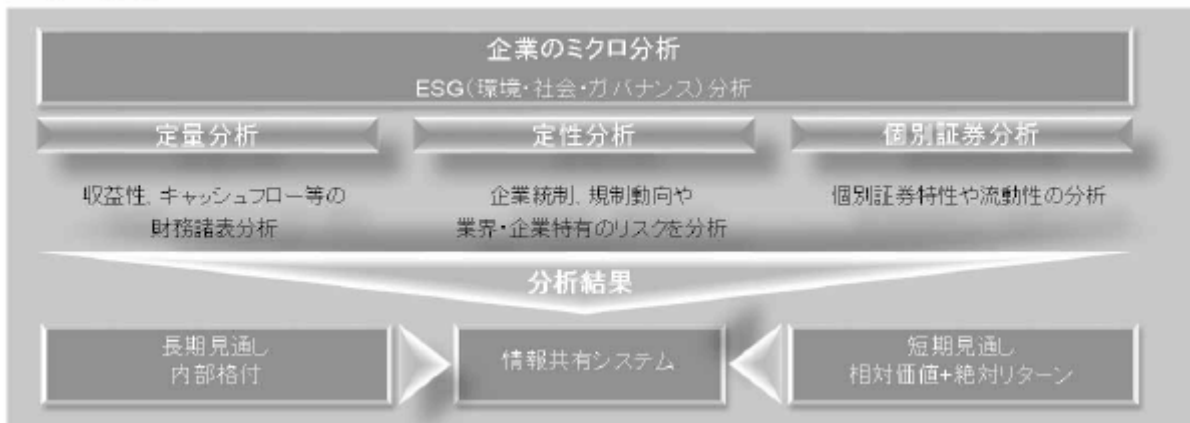 企業のミクロ分析
ESG(環境・社会・ガバナンス)分析
定量分析
定性分析
個別証券分析
収益性、キャッシュフロー等の
財務諸表分析
企業統制、規制動向や
業界・企業特有のリスクを分析
個別証券特性や流動性の分析
分析結果
長期見通し
内部格付
情報共有システム
短期見通し
相対価値+絶対リターン